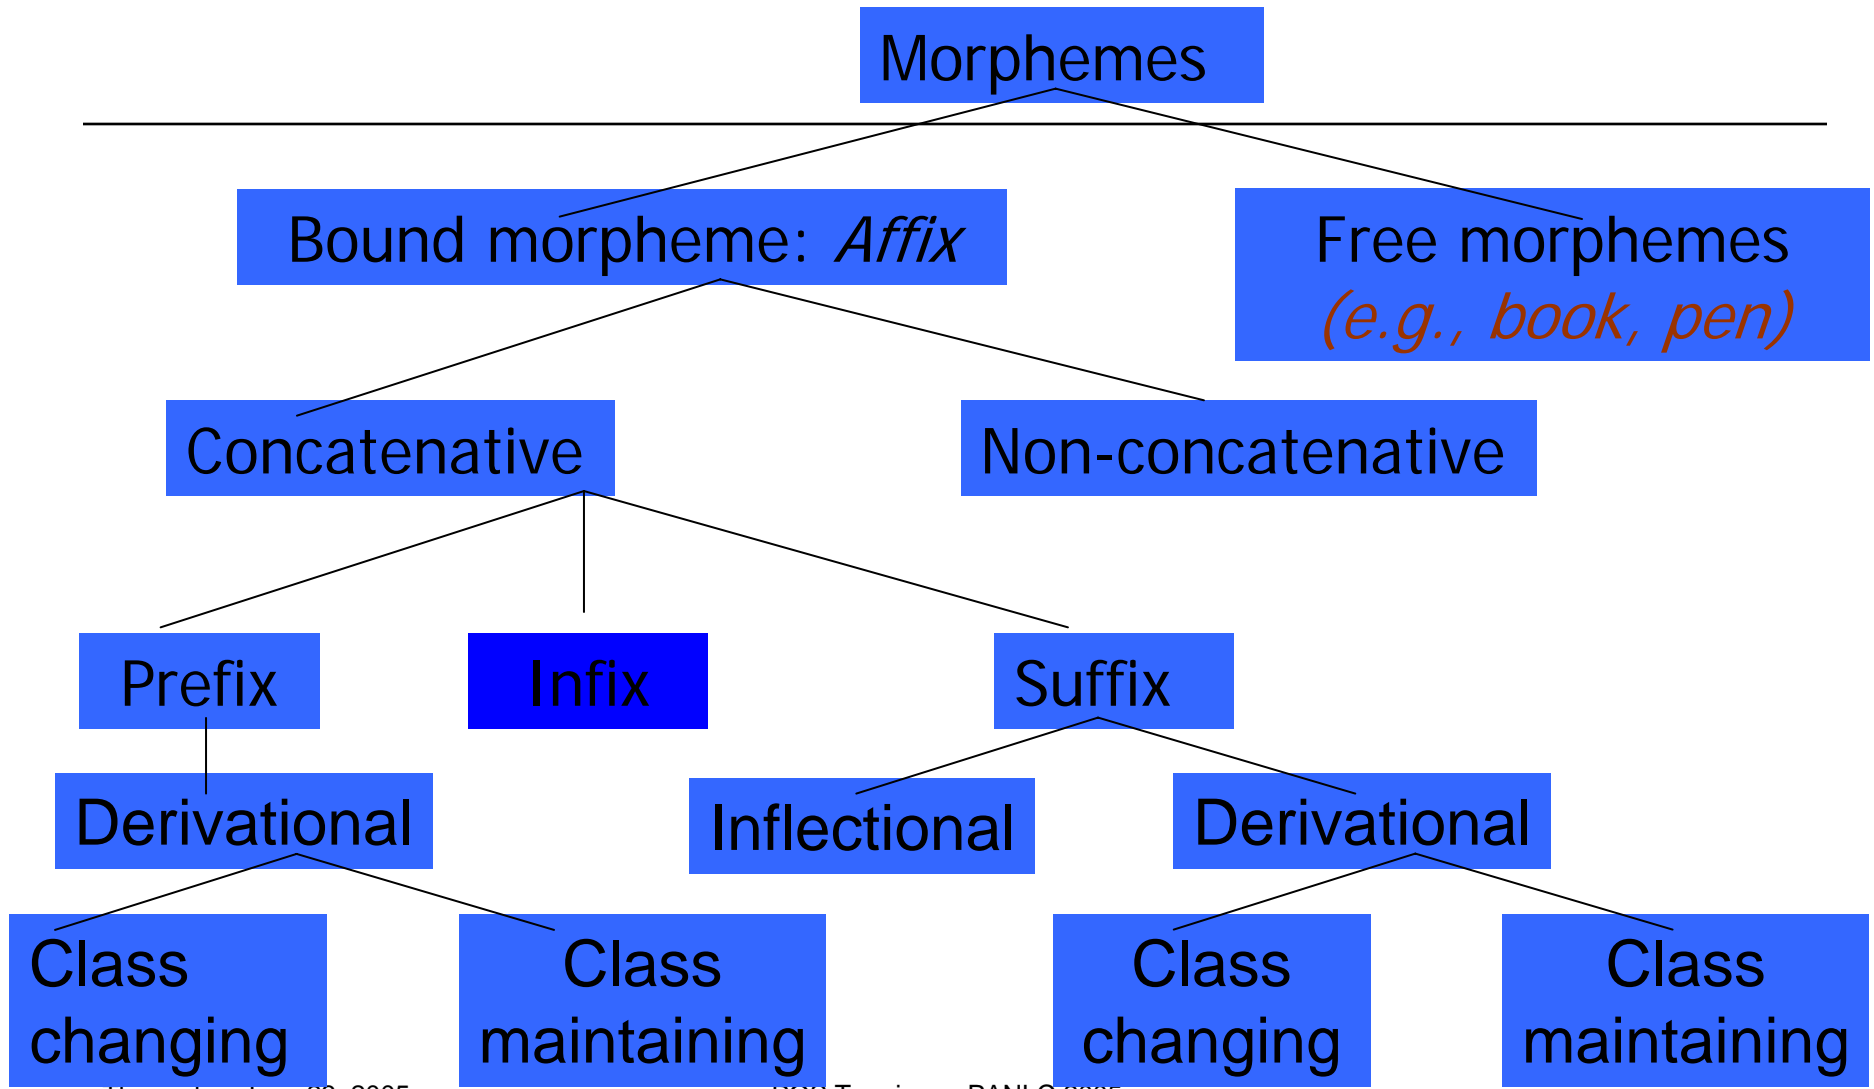 Morphemes
Bound morpheme: Affix
Free morphemes
(e.g., book, pen)
Concatenative
Non-concatenative
Prefix
Infix
Suffix
Derivational
Inflectional
Derivational
Class
changing
Class
maintaining
Class
changing
Class
maintaining
2005